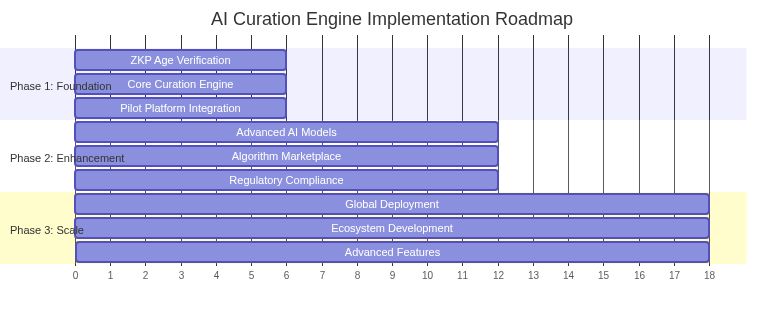 AI Curation Engine Implementation Roadmap
ZKP Age Verification
Phase 1: Foundation
Core Curation Engine
Pilot Platform Integration
Advanced AI Models
Phase 2: Enhancement
Algorithm Marketplace
Regulatory Compliance
Global Deployment
Phase 3: Scale
Ecosystem Development
Advanced Features
0 1 2 3 4 5 6 7 8 9 10 11 12 13 14 15 16 17 18